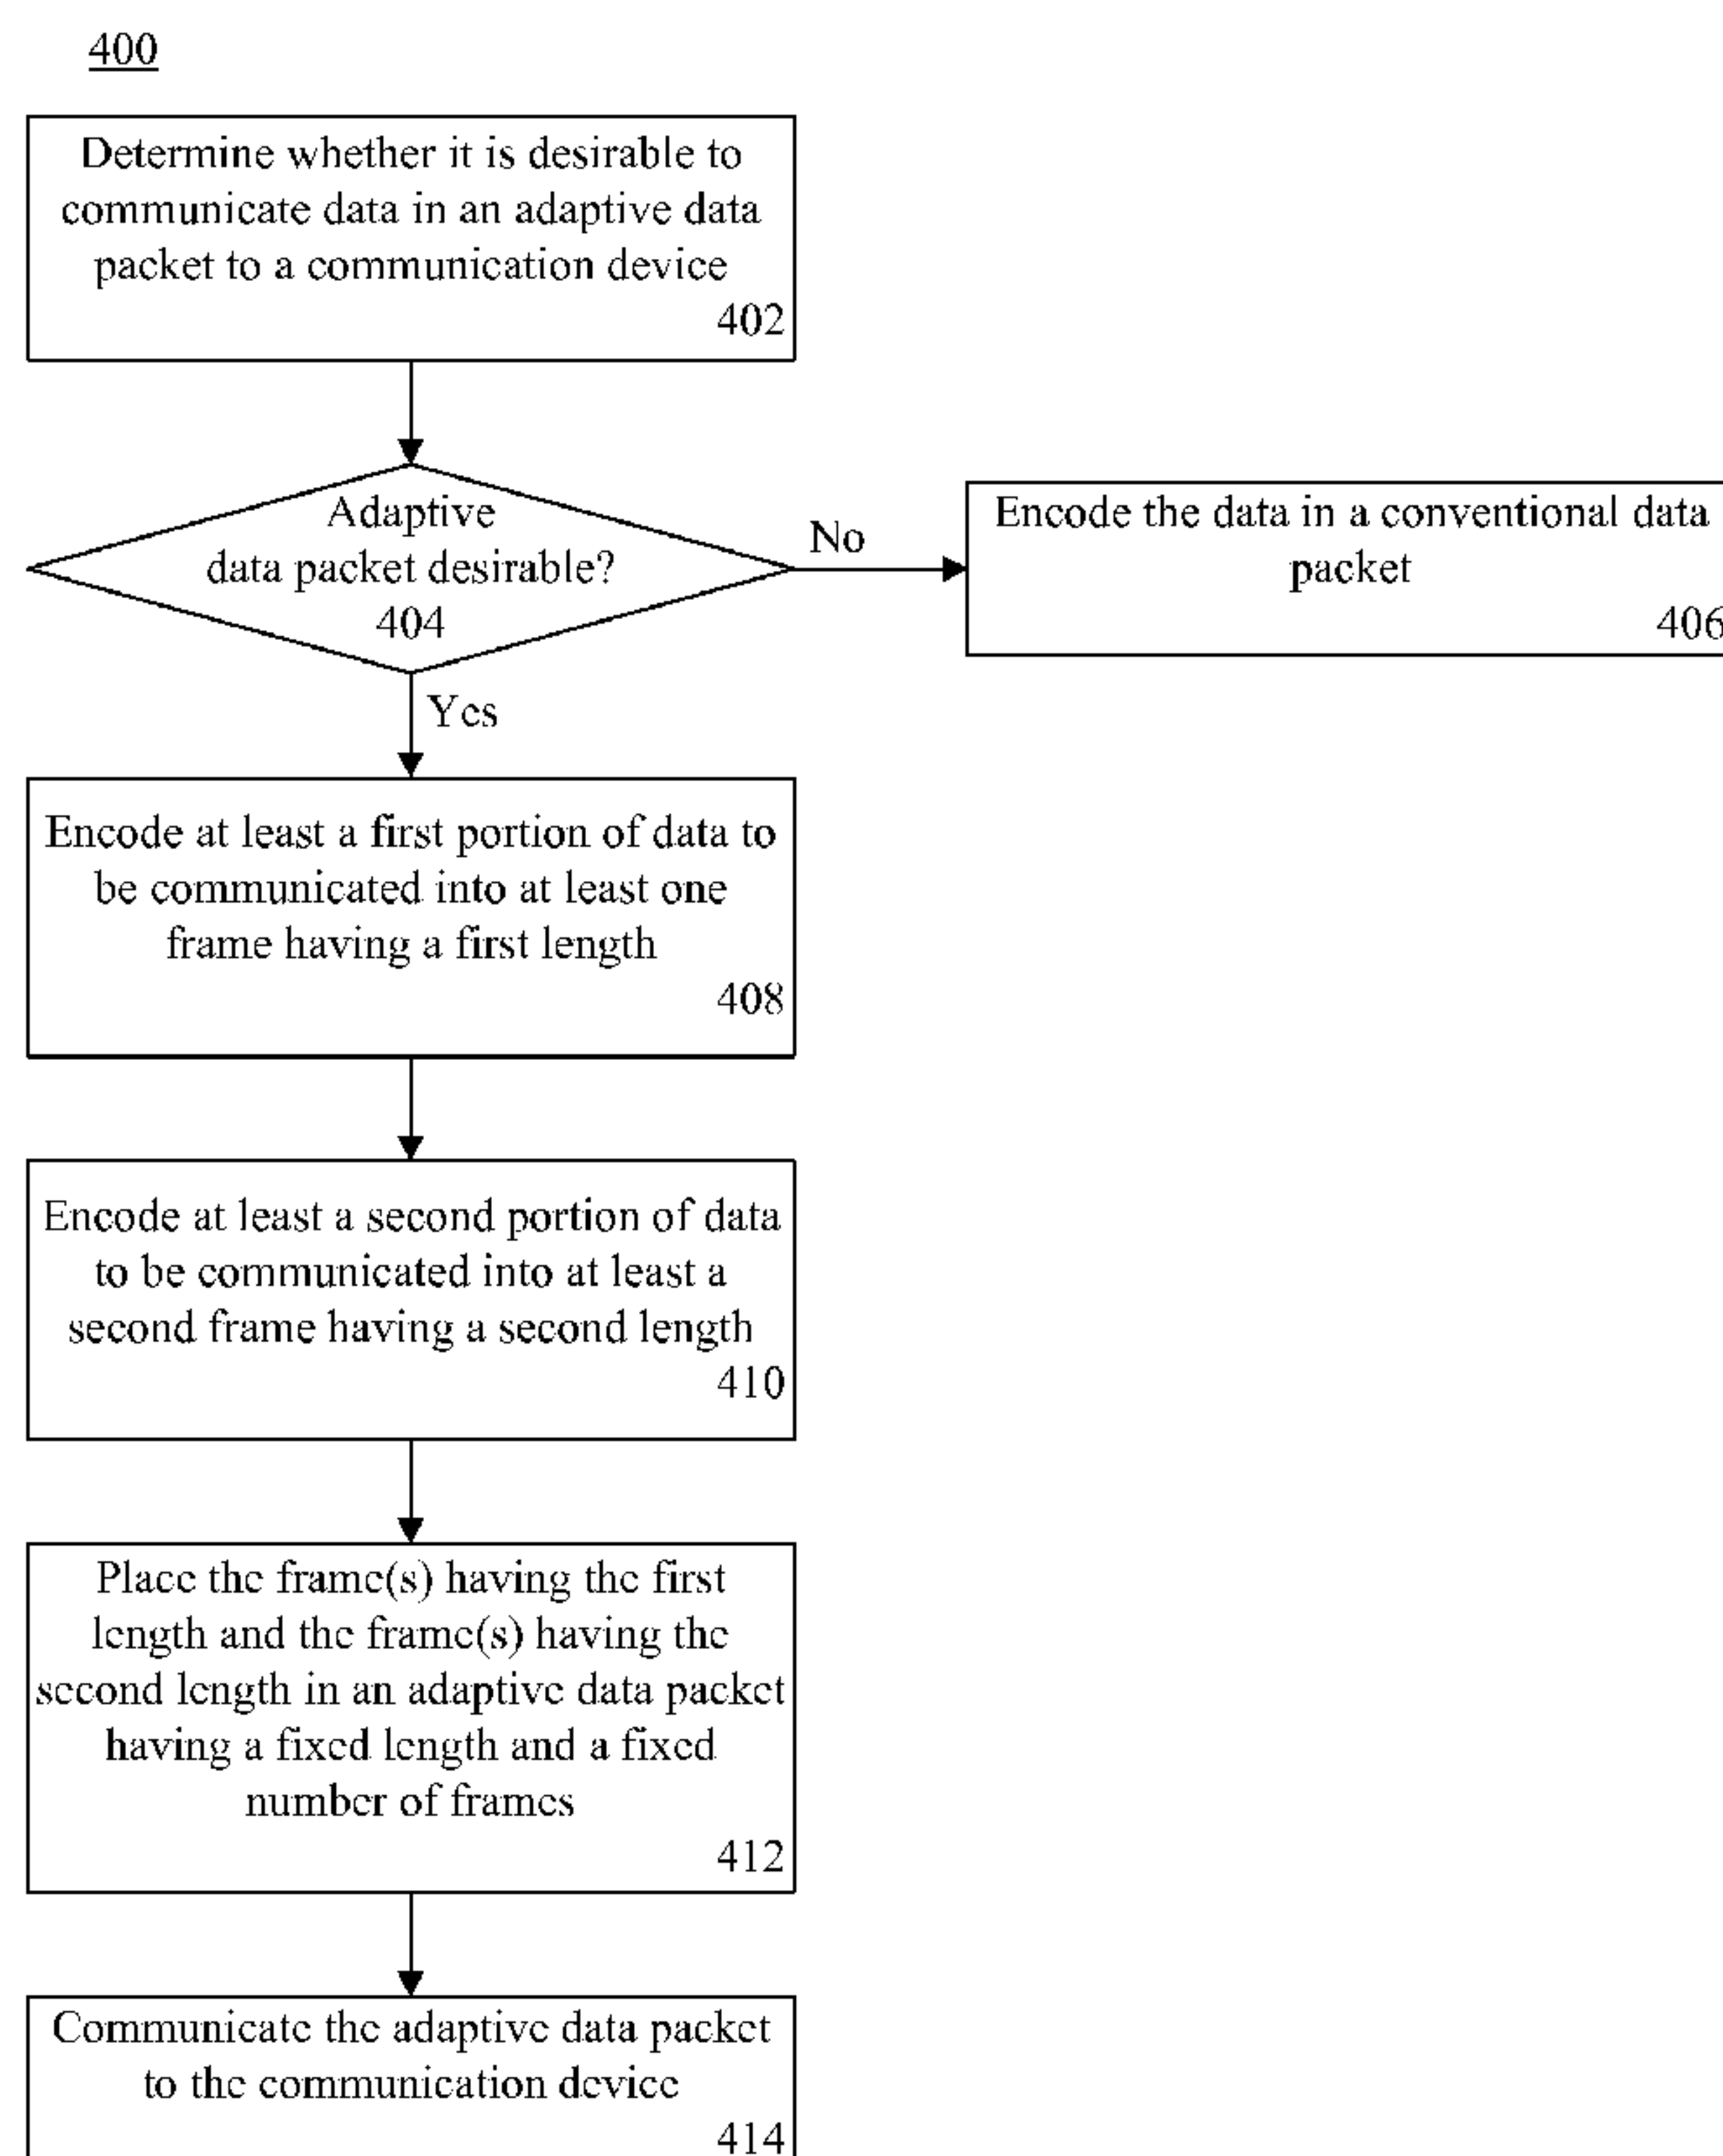 400
Determine whether it is desirable to
communicate data in an adaptive data
packet to a communication device
402
Adaptive
data packet desirable?
404
No
Encode the data in a conventional data
packet
406
Yes
Encode at least a first portion of data to
be communicated into at least one
frame having a first length
408
Encode at least a second portion of data
to be communicated into at least a
second frame having a second length
410
Place the frame(s) having the first
length and the frame(s) having the
second length in an adaptive data packet
having a fixed length and a fixed
number of frames
412
Communicate the adaptive data packet
to the communication device
414